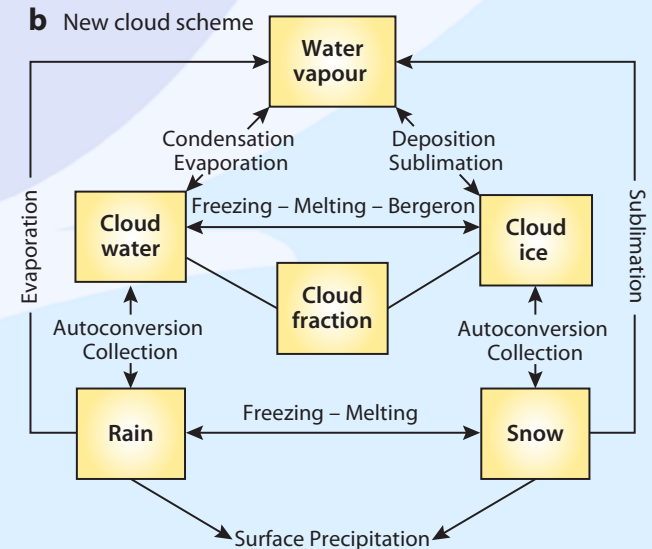 b New cloud scheme
Water
vapour
Condensation
Evaporation
Deposition
Sublimation
Evaporation
Cloud
water
Freezing – Melting – Bergeron
Cloud
ice
Sublimation
Cloud
fraction
Autoconversion
Collection
Autoconversion
Collection
Rain
Freezing – Melting
Snow
Surface Precipitation